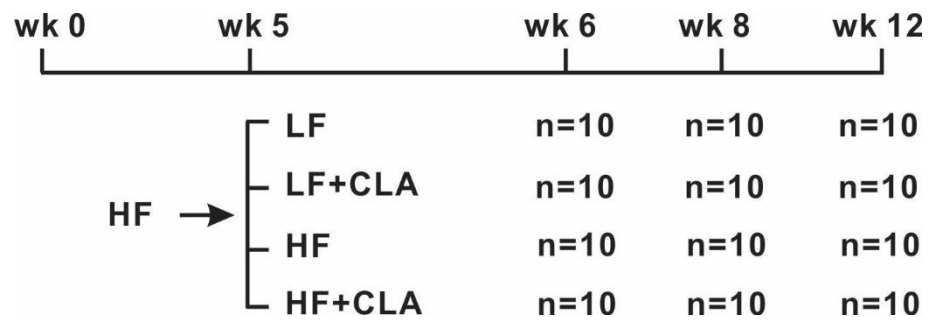 wk 0 wk 5 wk 6 wk 8 wk 12
LF n=10 n=10 n=10
LF+CLA n=10 n=10 n=10
HF
HF n=10 n=10 n=10
HF+CLA n=10 n=10 n=10